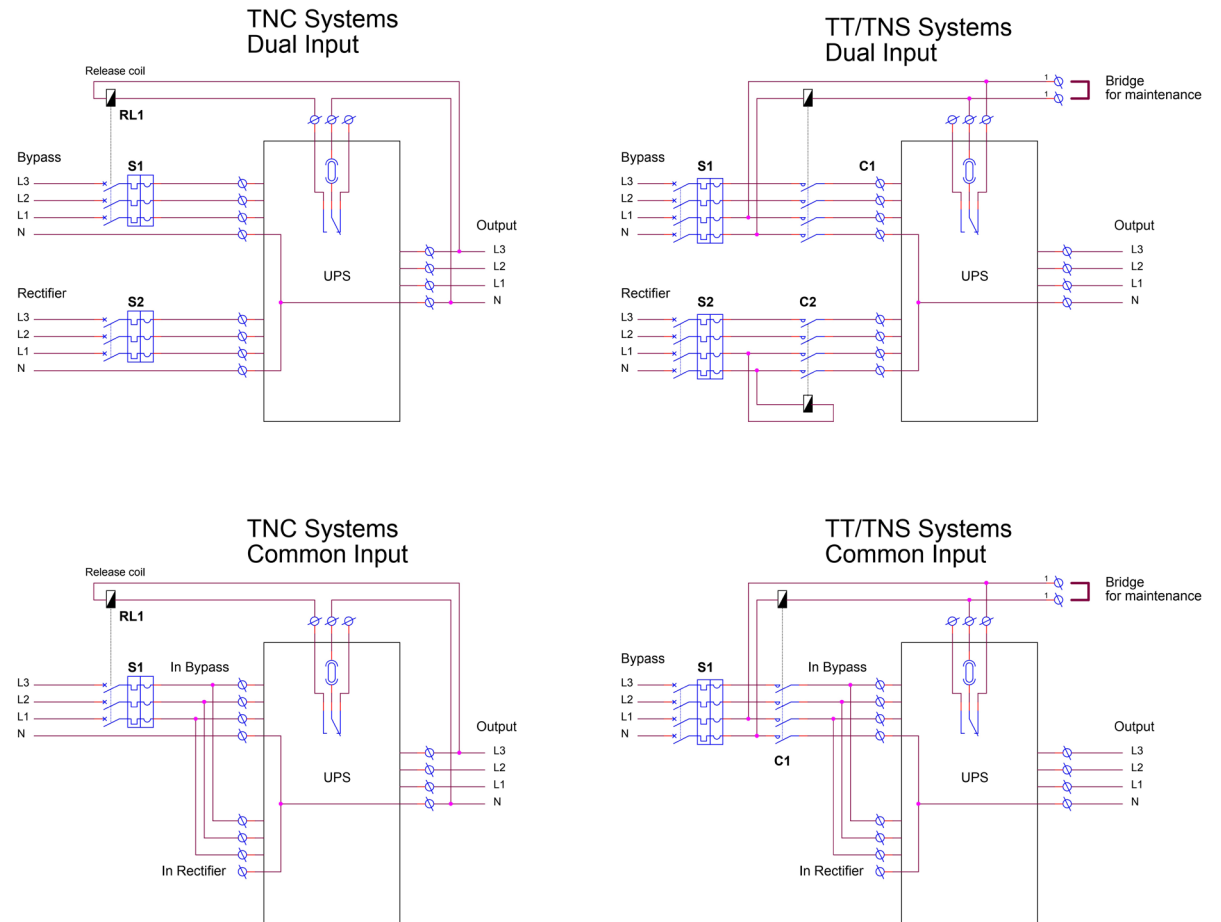 TNC Systems
Dual Input
Release coil
RL1
Bypass
S1
L3
L2
L1
N
Output
L3
L2
L1
N
UPS
Rectifier
S2
L3
L2
L1
N
TT/TNS Systems
Dual Input
1
1
Bridge
for maintenance
Bypass
S1
C1
L3
L2
L1
N
Output
L3
L2
L1
N
UPS
Rectifier
S2
C2
L3
L2
L1
N
TNC Systems
Common Input
Release coil
RL1
S1
In Bypass
L3
L2
L1
N
Output
L3
L2
L1
N
UPS
In Rectifier
TT/TNS Systems
Common Input
1
1
Bridge
for maintenance
Bypass
S1
In Bypass
L3
L2
L1
N
C1
Output
L3
L2
L1
N
UPS
In Rectifier